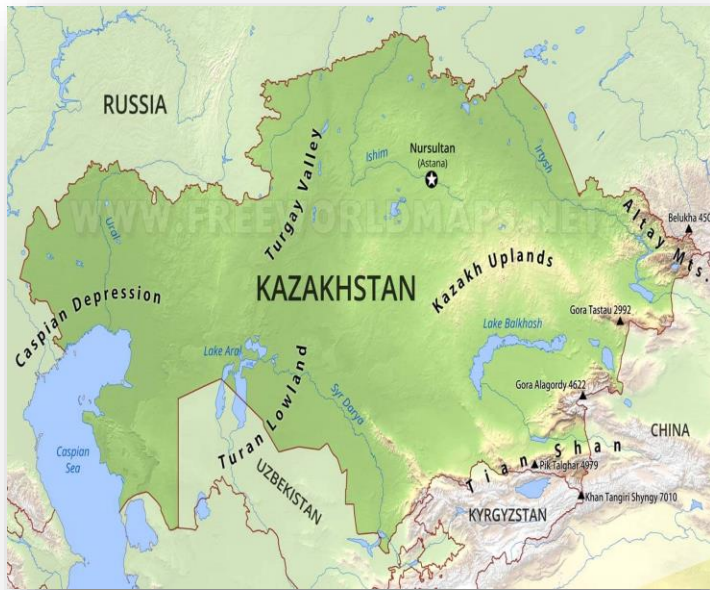 RUSSIA
Nursultan
(Astana)
Ishim
Irtysh
Turgay Valley
WWW.FREEWORLDMAPS.NET
Ural
Altay Mts.
Belukha 450
Kazakh Uplands
KAZAKHSTAN
Caspian Depression
Gora Tastau 2992
Lake Balkhash
Lake Aral
Turan Lowland
Syr Darya
Gora Alagordy 4622
CHINA
Caspian
Sea
UZBEKISTAN
Tian Shan
Pik Talghar 4979
KYRGYZSTAN
Khan Tangiri Shyngy 7010